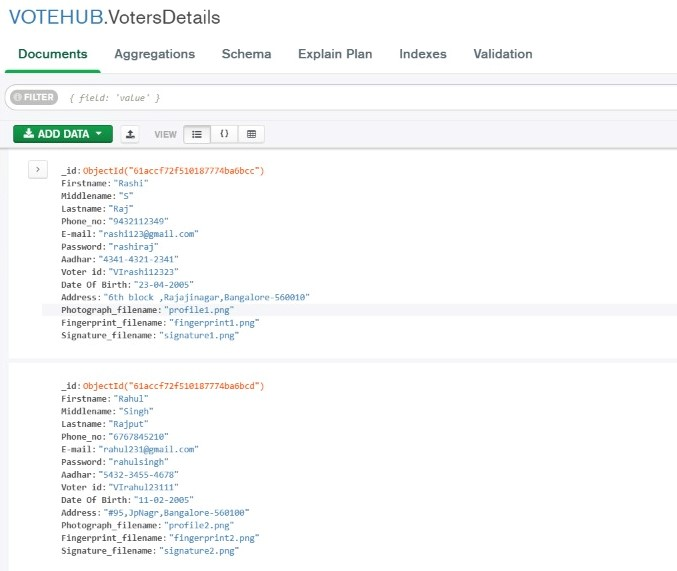 VOTEHUB.VotersDetails
Documents Aggregations Schema Explain Plan Indexes Validation
FILTER { field: 'value' }
ADD DATA VIEW {}
_id: ObjectId("61accf72f510187774ba6bcc")
Firstname: "Rashi"
Middlename: "S"
Lastname: "Raj"
Phone_no: "9432112349"
E-mail: "rashi123@gmail.com"
Password: "rashiraj"
Aadhar: "4341-4321-2341"
Voter id: "VIrashi12323"
Date Of Birth: "23-04-2005"
Address: "6th block ,Rajajinagar,Bangalore-560010"
Photograph_filename: "profile1.png"
Fingerprint_filename: "fingerprint1.png"
Signature_filename: "signature1.png"
_id: ObjectId("61accf72f510187774ba6bcd")
Firstname: "Rahul"
Middlename: "Singh"
Lastname: "Rajput"
Phone_no: "6767845210"
E-mail: "rahul231@gmail.com"
Password: "rahulsingh"
Aadhar: "5432-3455-4678"
Voter id: "VIrahul23111"
Date Of Birth: "11-02-2005"
Address: "#95,JpNagr,Bangalore-560100"
Photograph_filename: "profile2.png"
Fingerprint_filename: "fingerprint2.png"
Signature_filename: "signature2.png"